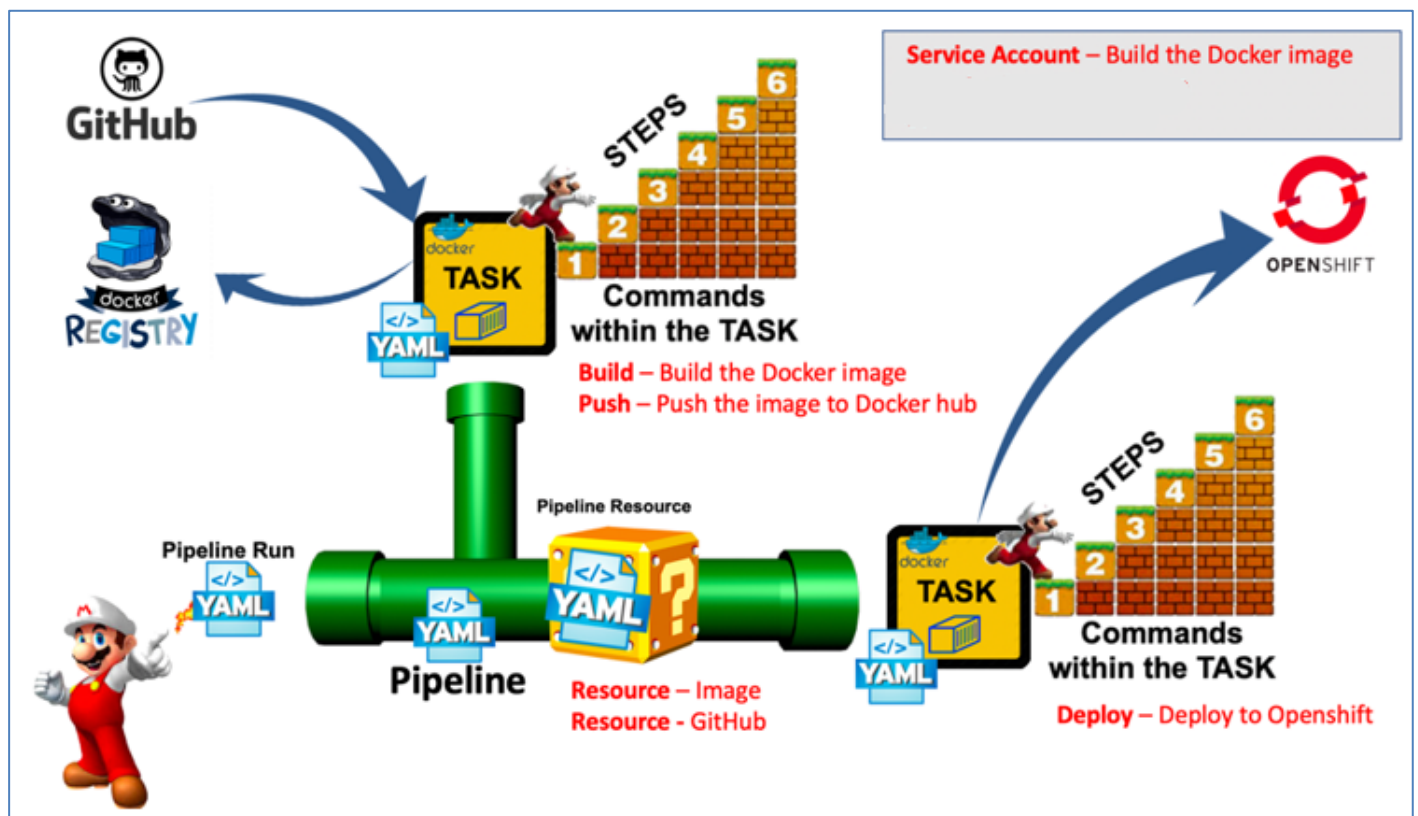 GitHub
docker
REGISTRY
docker
TASK
</>
YAML
STEPS
1
2
3
4
5
6
Commands
within the TASK
Build – Build the Docker image
Push – Push the image to Docker hub
Service Account – Build the Docker image
OPENSHIFT
Pipeline Run
</>
YAML
M
</>
YAML
Pipeline
Pipeline Resource
</>
YAML
?
Resource – Image
Resource - GitHub
docker
TASK
</>
YAML
STEPS
1
2
3
4
5
6
Commands
within the TASK
Deploy – Deploy to Openshift